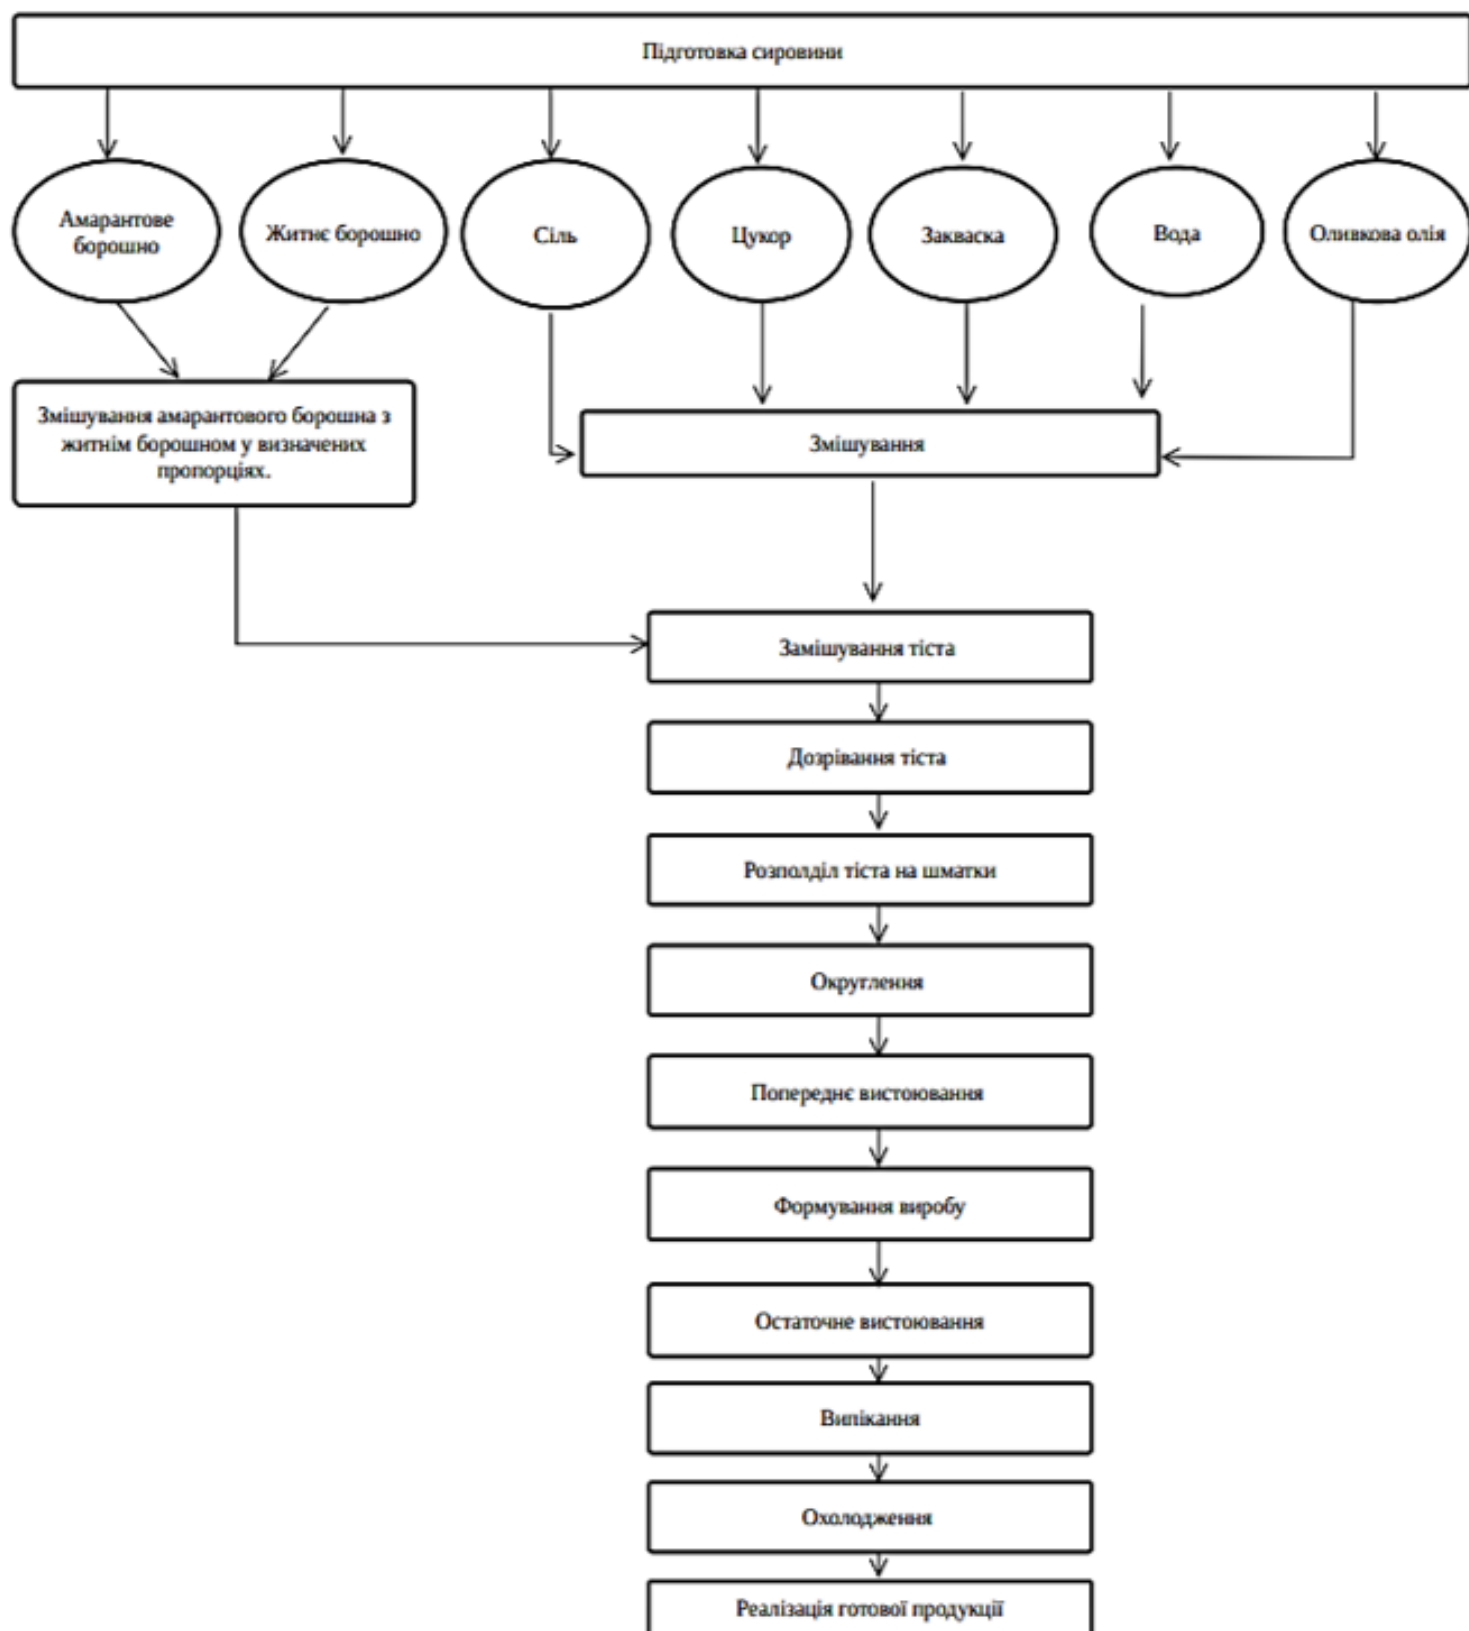 Підготовка сировини
Амарантове
борошно
Житнє борошно
Сіль
Цукор
Закваска
Вода
Оливкова олія
Змішування амарантового борошна з
житнім борошном у визначених
пропорціях.
Змішування
Замішування тіста
Дозрівання тіста
Розполділ тіста на шматки
Округлення
Попереднє вистоювання
Формування виробу
Остаточне вистоювання
Випікання
Охолодження
Реалізація готової продукції